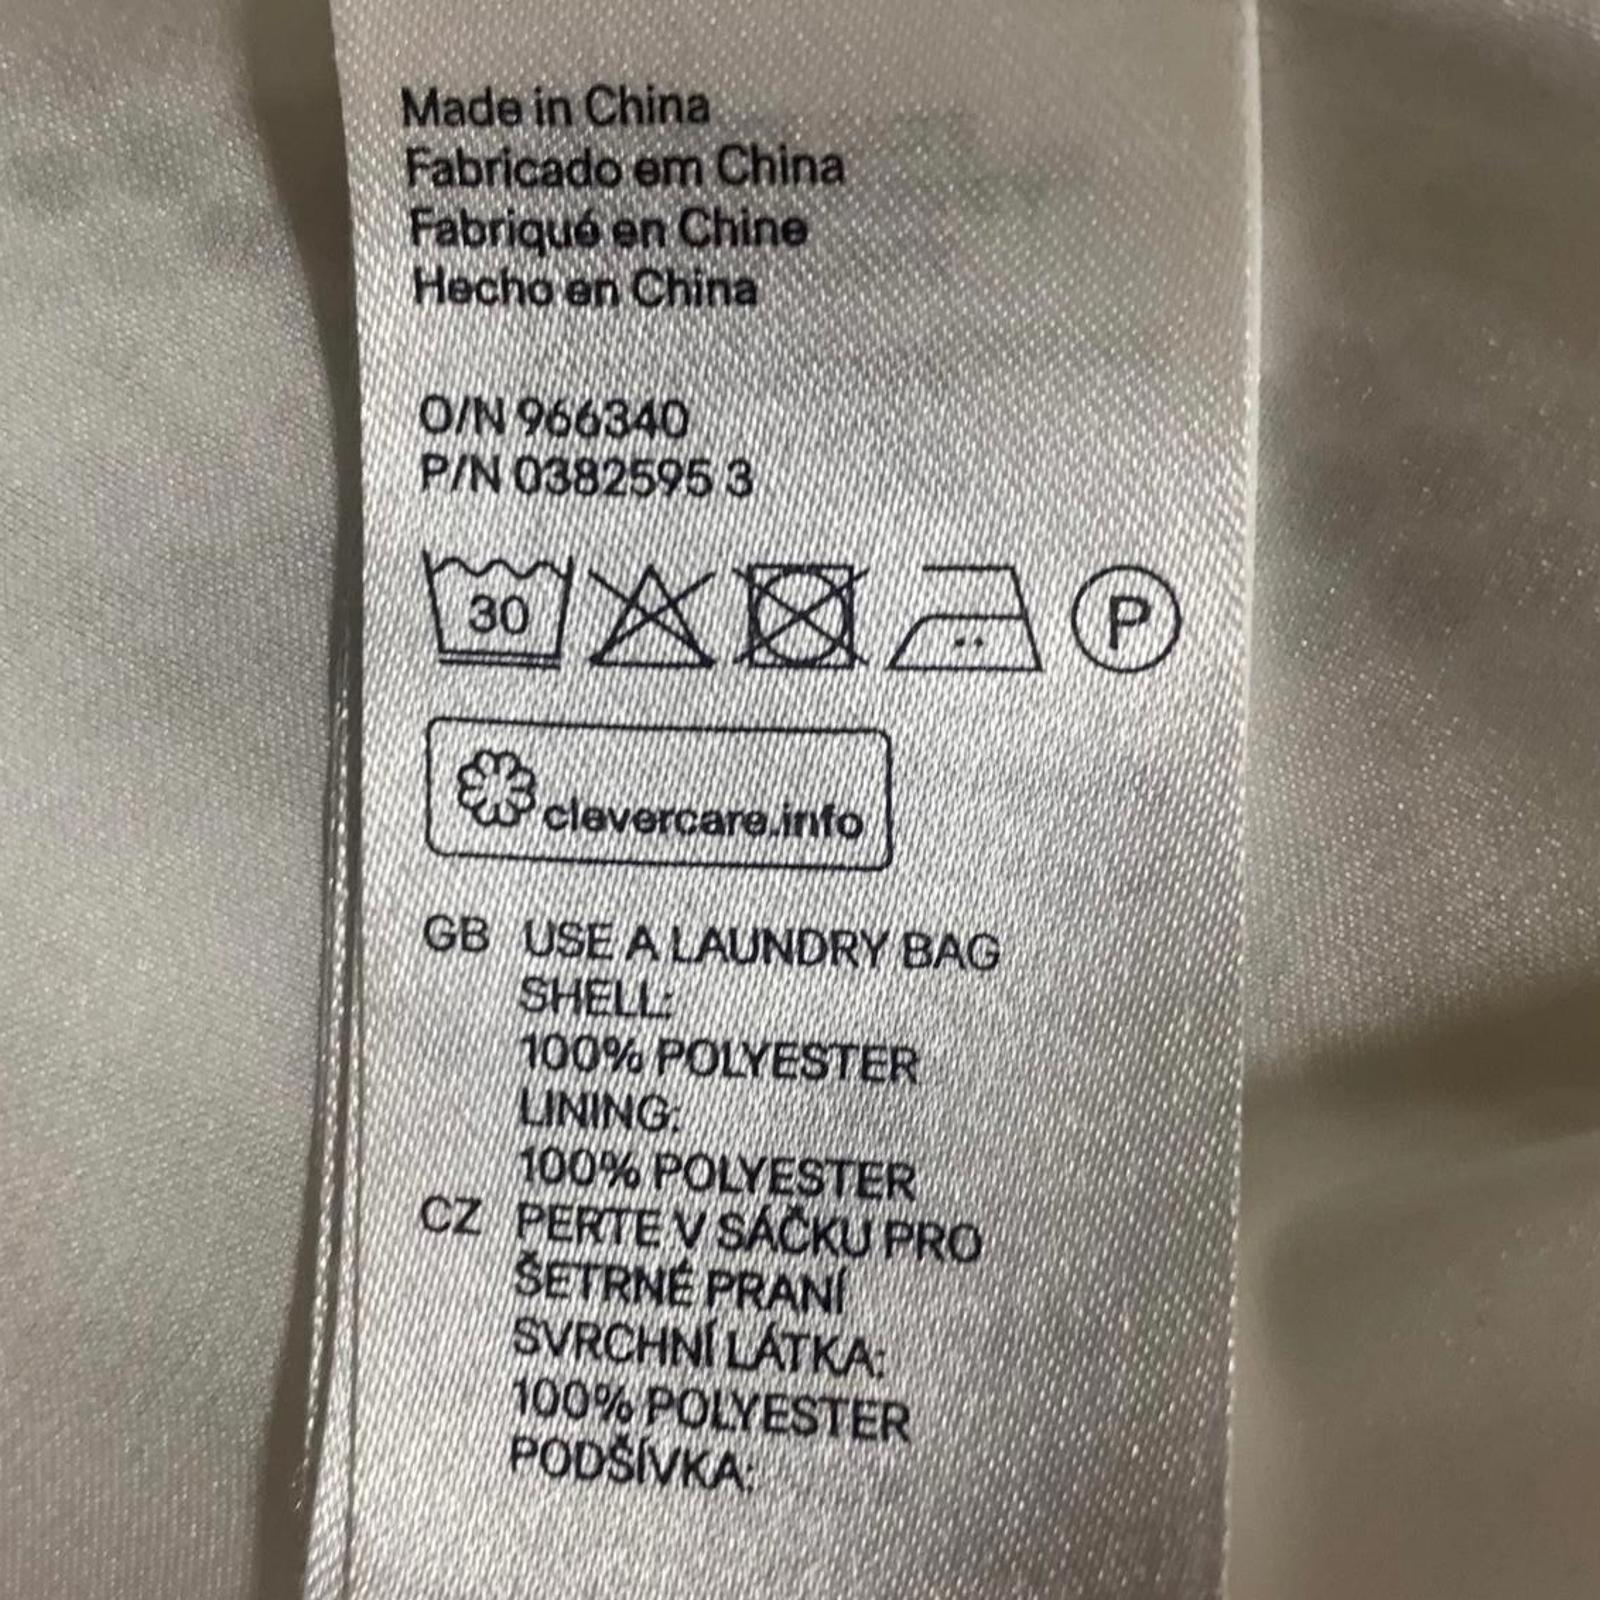 Made in China
Fabricado em China
Fabriqué en Chine
Hecho en China
O/N 966340
P/N 0382595 3
30 P
clevercare.info
GB USE A LAUNDRY BAG
SHELL:
100% POLYESTER
LINING:
100% POLYESTER
CZ PERTE V SÁČKU PRO
ŠETRNÉ PRANÍ
SVRCHNÍ LÁTKA:
100% POLYESTER
PODŠÍVKA: